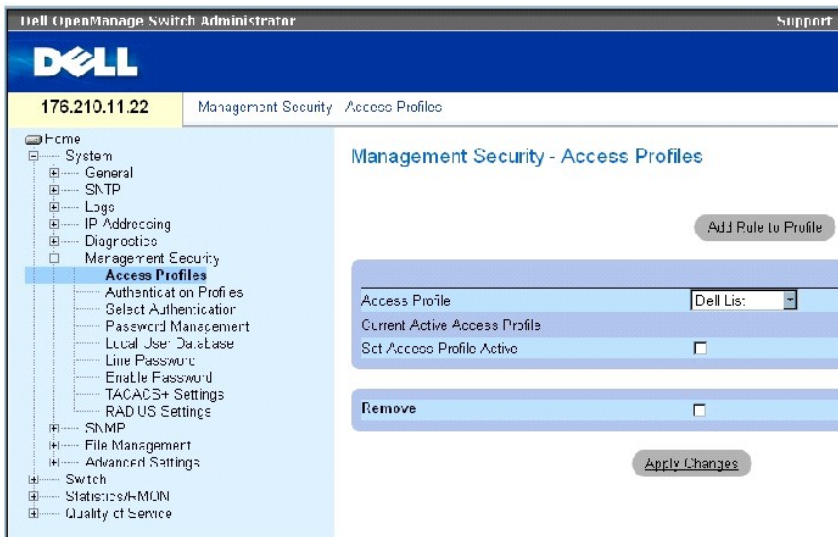 Dell OpenManage Switch Administrator
Support
DELL
176.210.11.22
Management Security Access Profiles
Home
System
General
SNTP
Logs
IP Addressing
Diagnostics
Management Security
Access Profiles
Authentication Profiles
Select Authentication
Password Management
Local User Database
Line Password
Enable Password
TACACS+ Settings
RADIUS Settings
SNMP
File Management
Advanced Settings
Switch
Statistics/RMON
Quality of Service
Management Security - Access Profiles
Add Rule to Profile
Access Profile
Dell List
Current Active Access Profile
Set Access Profile Active
Remove
Apply Changes